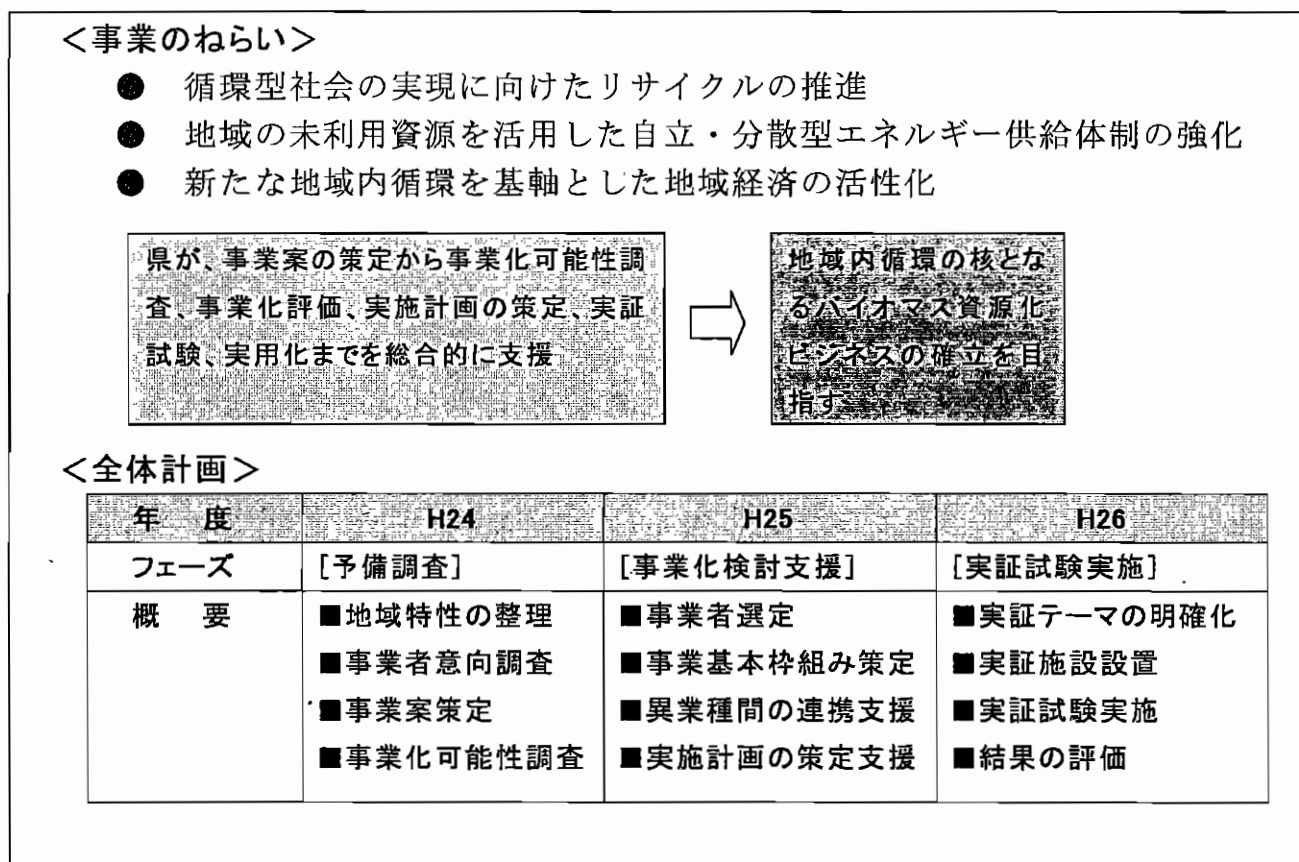 ＜事業のねらい＞
● 循環型社会の実現に向けたリサイクルの推進
● 地域の未利用資源を活用した自立・分散型エネルギー供給体制の強化
● 新たな地域内循環を基軸とした地域経済の活性化
県が、事業案の策定から事業化可能性調
査、事業化評価、実施計画の策定、実証
試験、実用化までを総合的に支援
地域内循環の核とな
るバイオマス資源化
ビジネスの確立を目
指す
＜全体計画＞
年　度 H24 H25 H26
フェーズ [予備調査] [事業化検討支援] [実証試験実施]
概　要 ■地域特性の整理 ■事業者選定 ■実証テーマの明確化
■事業者意向調査 ■事業基本枠組み策定 ■実証施設設置
■事業案策定 ■異業種間の連携支援 ■実証試験実施
■事業化可能性調査 ■実施計画の策定支援 ■結果の評価